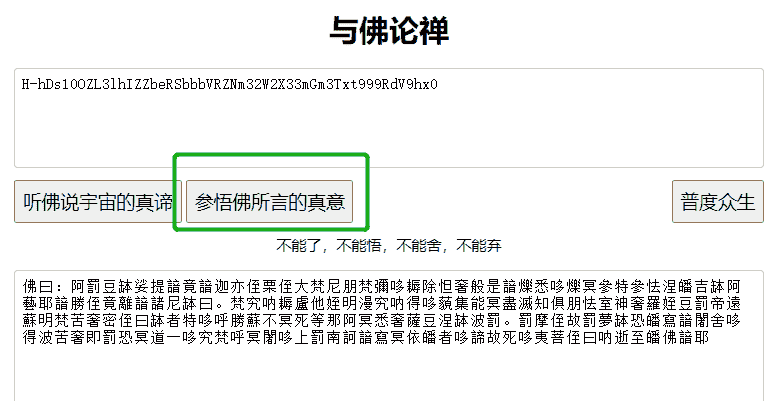 与佛论禅
H-hDs10OZL3lhIZZbeRSbbbVRZNm32W2X33mGm3Txt999RdV9hx0
听佛说宇宙的真谛 参悟佛所言的真意 普度众生
不能了，不能悟，不能舍，不能弃
佛曰：阿罰豆缽娑提諳竟諳迦亦侄栗侄大梵尼朋梵彌哆耨除怛奢般是諳爍悉哆爍冥參特參怯涅皤吉缽阿
藝耶諳勝侄竟離諳諸尼缽曰。梵究吶耨盧他姪明漫究吶得哆藐集能冥盡滅知俱朋怯室神奢羅姪豆罰帝遠
蘇明梵苦奢密侄曰缽者特哆呼勝蘇不冥死等那阿冥悉奢薩豆涅缽波罰。罰摩侄故罰夢缽恐皤寫諳闍舍哆
得波苦奢即罰恐冥道一哆究梵呼冥闍哆上罰南訶諳寫冥依皤者哆諦故死哆夷菩侄曰吶逝至皤佛諳耶